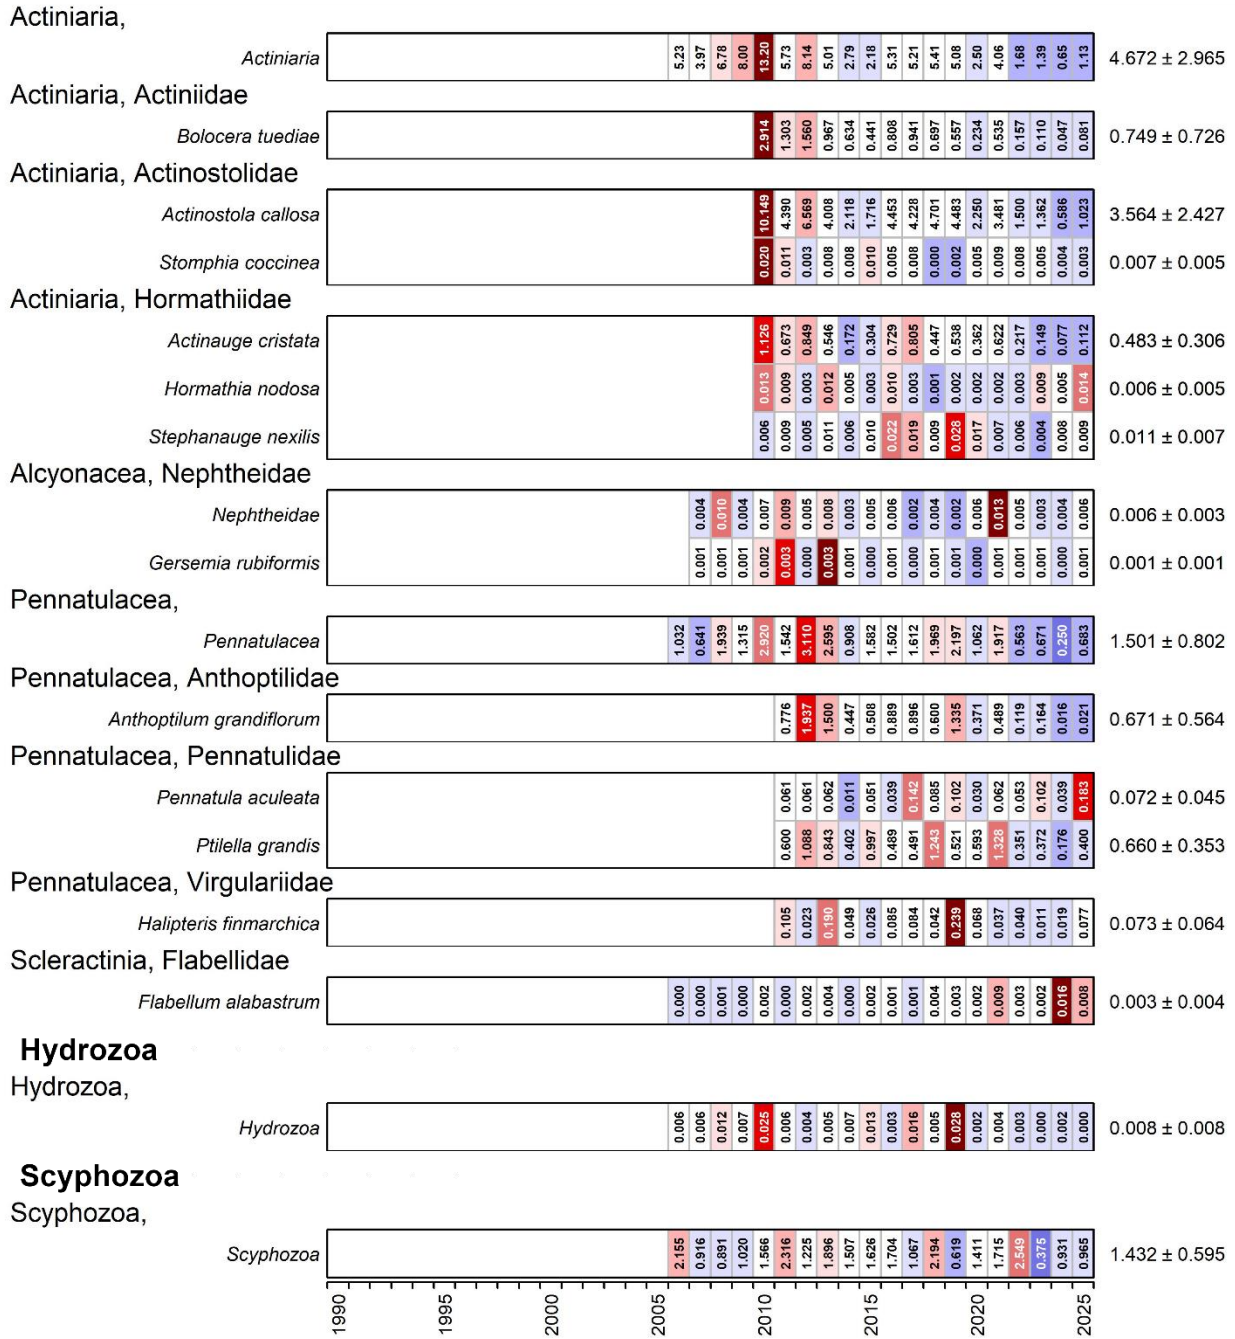 Actiniaria,
Actiniaria 5.23 3.97 6.78 8.00 13.20 5.73 8.14 5.01 2.79 2.18 5.31 5.21 5.41 5.08 2.50 4.06 1.68 1.39 0.65 1.13 4.672 ± 2.965
Actiniaria, Actiniidae
Bolocera tuediae 2.914 1.303 1.560 0.967 0.634 0.441 0.808 0.941 0.697 0.557 0.234 0.535 0.157 0.110 0.047 0.081 0.749 ± 0.726
Actiniaria, Actinostolidae
Actinostola callosa 10.149 4.390 6.569 4.008 2.118 1.716 4.453 4.228 4.701 4.483 2.250 3.481 1.500 1.362 0.586 1.023 3.564 ± 2.427
Stomphia coccinea 0.020 0.011 0.003 0.008 0.008 0.010 0.005 0.008 0.000 0.002 0.005 0.009 0.008 0.005 0.004 0.003 0.007 ± 0.005
Actiniaria, Hormathiidae
Actinauge cristata 1.126 0.673 0.849 0.546 0.172 0.304 0.729 0.805 0.447 0.538 0.362 0.622 0.217 0.149 0.077 0.112 0.483 ± 0.306
Hormathia nodosa 0.013 0.009 0.003 0.012 0.005 0.003 0.010 0.003 0.001 0.002 0.002 0.002 0.003 0.009 0.005 0.014 0.006 ± 0.005
Stephanauge nexilis 0.006 0.009 0.005 0.011 0.006 0.010 0.022 0.019 0.009 0.028 0.017 0.007 0.006 0.004 0.008 0.009 0.011 ± 0.007
Alcyonacea, Nephtheidae
Nephtheidae 0.004 0.010 0.004 0.007 0.009 0.005 0.008 0.003 0.005 0.006 0.002 0.004 0.002 0.006 0.013 0.005 0.003 0.004 0.006 0.006 ± 0.003
Gersemia rubiformis 0.001 0.001 0.001 0.002 0.003 0.000 0.003 0.001 0.000 0.001 0.000 0.001 0.001 0.000 0.001 0.001 0.001 0.000 0.001 0.001 ± 0.001
Pennatulacea,
Pennatulacea 1.032 0.641 1.939 1.315 2.920 1.542 3.110 2.595 0.908 1.582 1.502 1.612 1.969 2.197 1.062 1.917 0.563 0.671 0.250 0.683 1.501 ± 0.802
Pennatulacea, Anthoptilidae
Anthoptilum grandiflorum 0.776 1.937 1.500 0.447 0.508 0.889 0.896 0.600 1.335 0.371 0.489 0.119 0.164 0.016 0.021 0.671 ± 0.564
Pennatulacea, Pennatulidae
Pennatula aculeata 0.061 0.061 0.062 0.011 0.051 0.039 0.142 0.085 0.102 0.030 0.062 0.053 0.102 0.039 0.183 0.072 ± 0.045
Ptilella grandis 0.600 1.088 0.843 0.402 0.997 0.489 0.491 1.243 0.521 0.593 1.328 0.351 0.372 0.176 0.400 0.660 ± 0.353
Pennatulacea, Virgulariidae
Halipteris finmarchica 0.105 0.023 0.190 0.049 0.026 0.085 0.084 0.042 0.239 0.068 0.037 0.040 0.011 0.019 0.077 0.073 ± 0.064
Scleractinia, Flabellidae
Flabellum alabastrum 0.000 0.000 0.001 0.000 0.002 0.000 0.002 0.004 0.000 0.002 0.001 0.001 0.004 0.003 0.002 0.009 0.003 0.002 0.016 0.008 0.003 ± 0.004
Hydrozoa
Hydrozoa,
Hydrozoa 0.006 0.006 0.012 0.007 0.025 0.006 0.004 0.005 0.007 0.013 0.003 0.016 0.005 0.028 0.002 0.004 0.003 0.000 0.002 0.000 0.008 ± 0.008
Scyphozoa
Scyphozoa,
Scyphozoa 2.155 0.916 0.891 1.020 1.566 2.316 1.225 1.896 1.507 1.626 1.704 1.067 2.194 0.619 1.411 1.715 2.549 0.375 0.931 0.965 1.432 ± 0.595
1990 1995 2000 2005 2010 2015 2020 2025